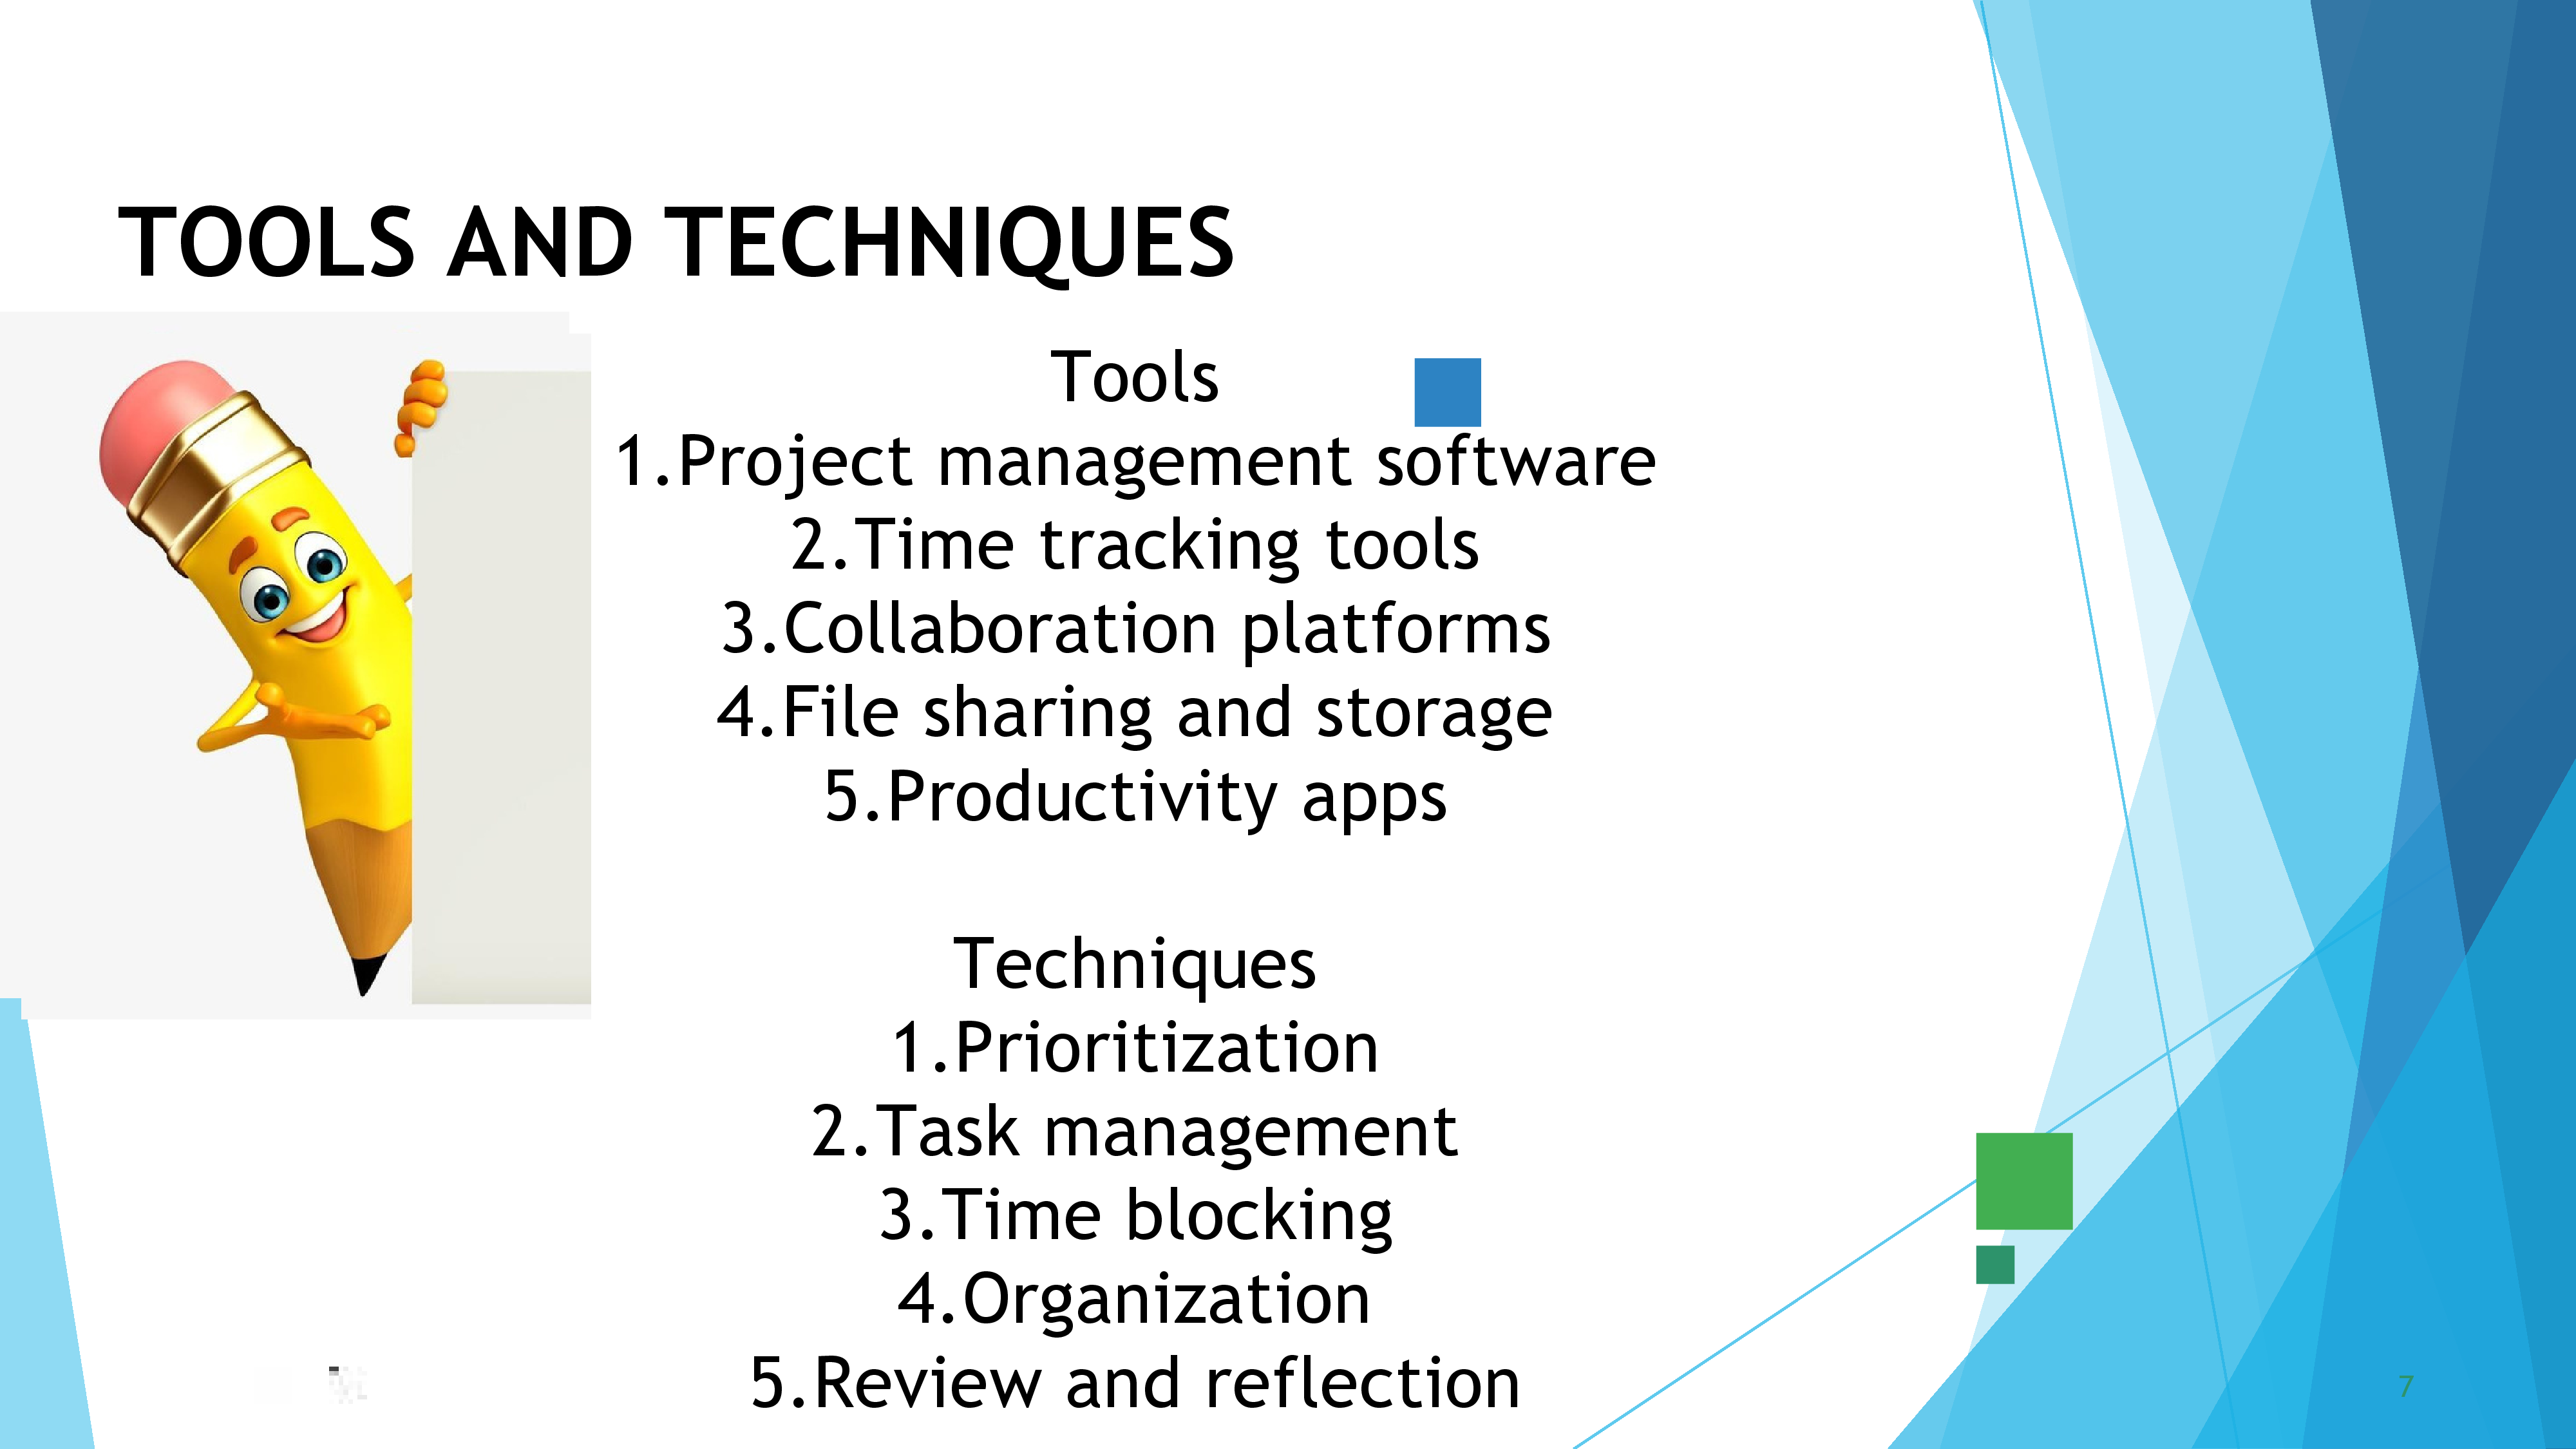 TOOLS AND TECHNIQUES
Tools
1.Project management software
2.Time tracking tools
3.Collaboration platforms
4.File sharing and storage
5.Productivity apps
Techniques
1.Prioritization
2.Task management
3.Time blocking
4.Organization
5.Review and reflection
7